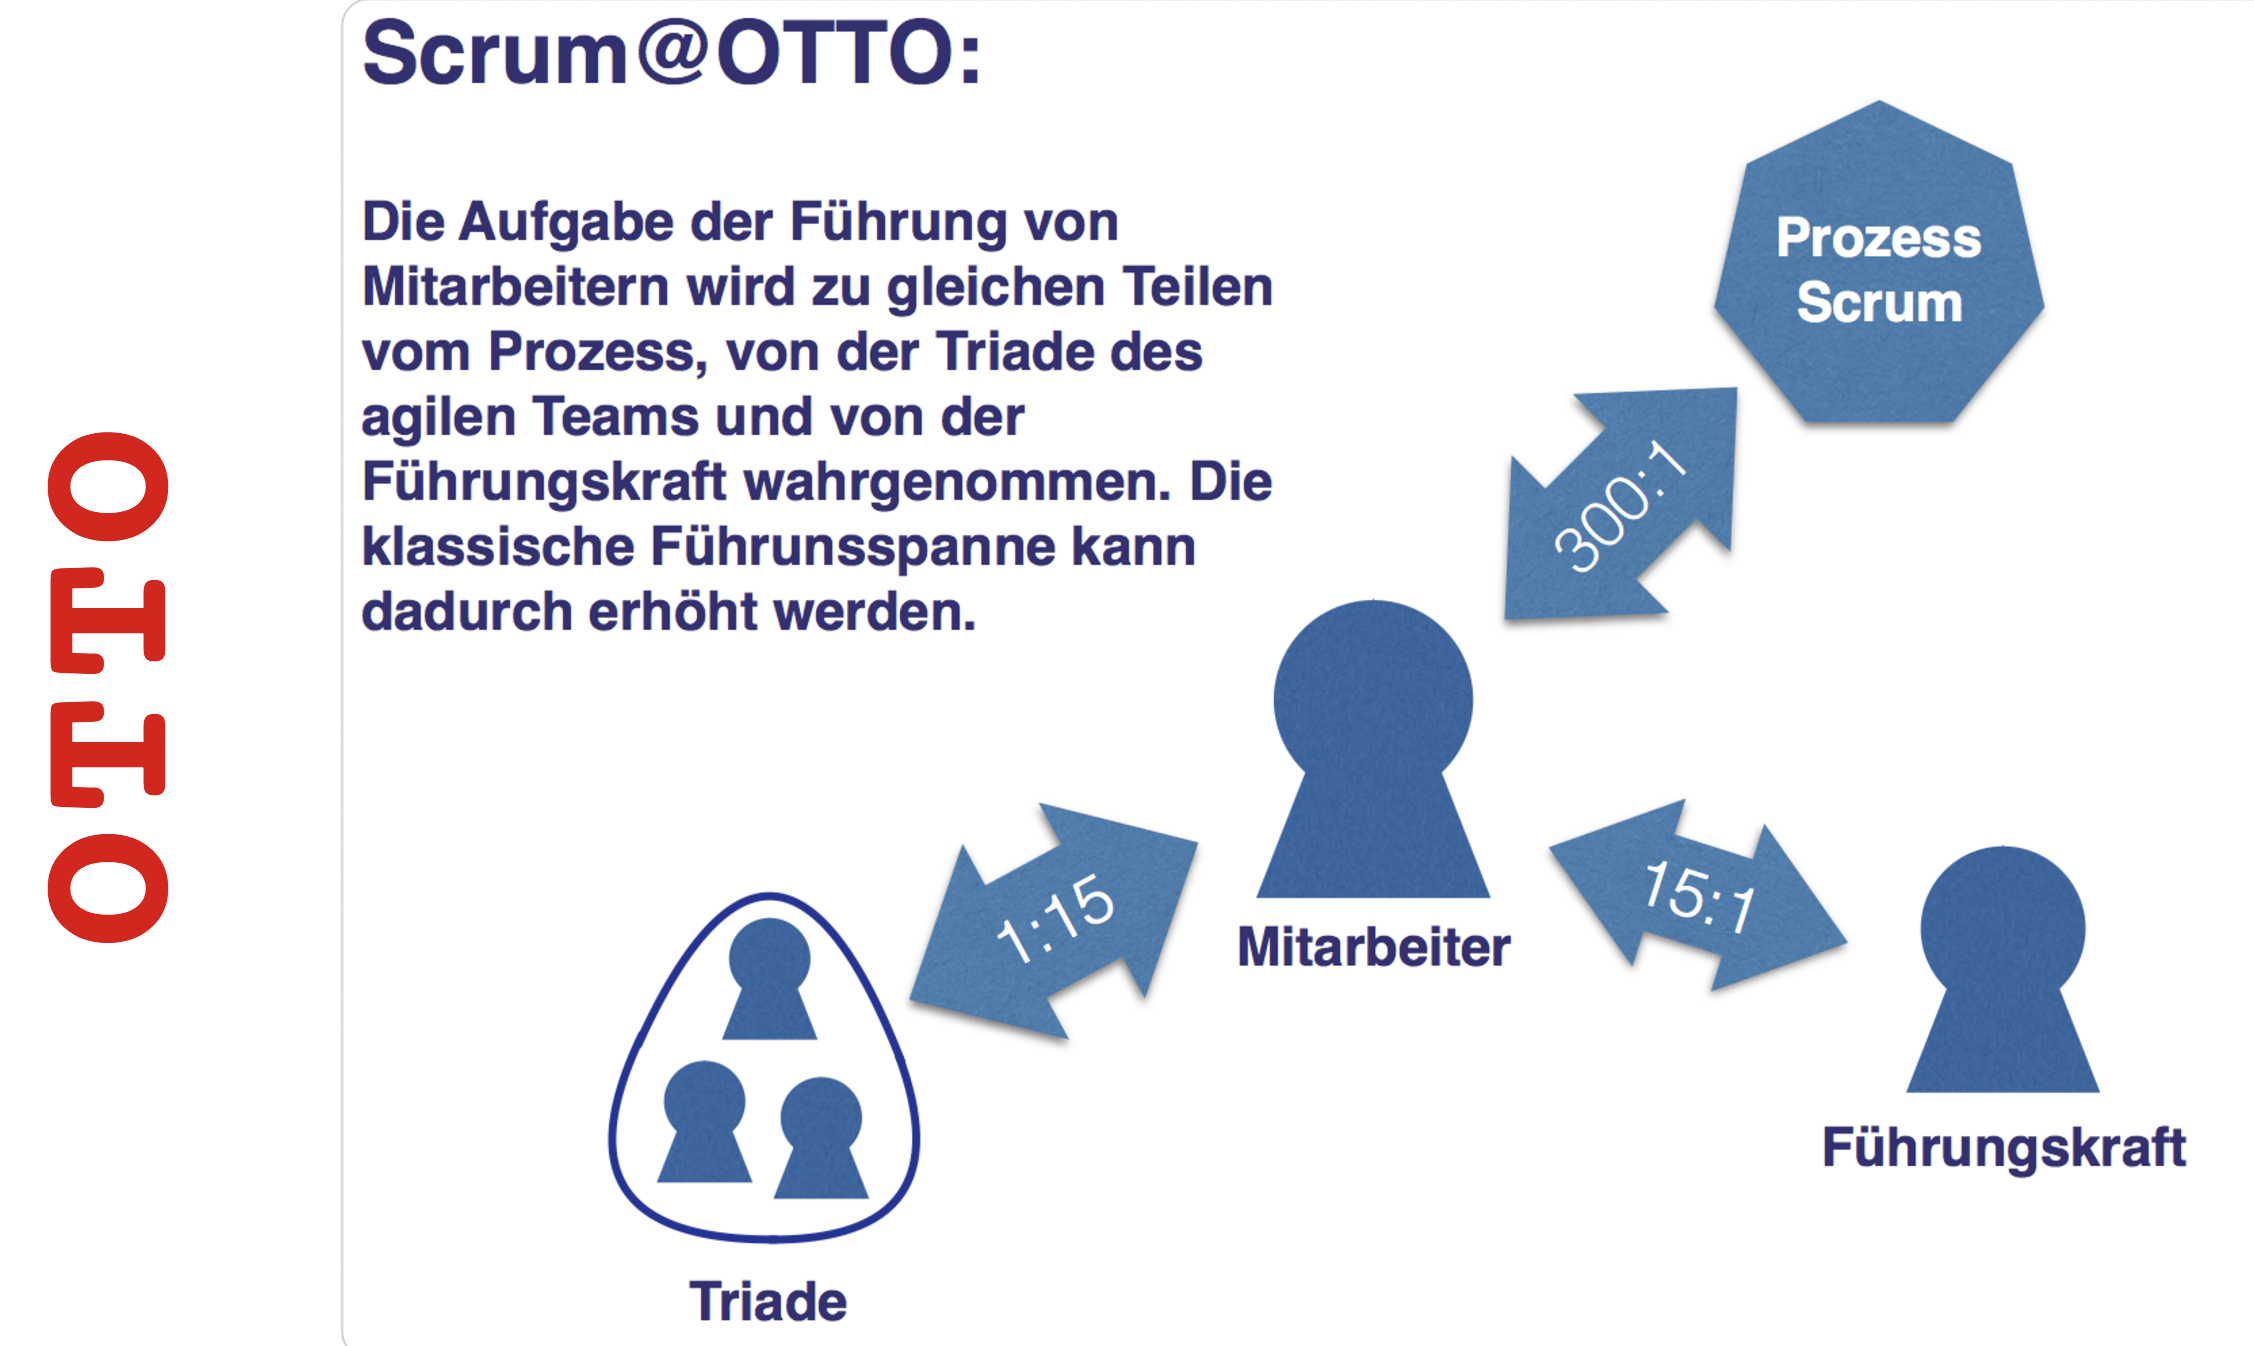 OTTO
Scrum@OTTO:
Die Aufgabe der Führung von
Mitarbeitern wird zu gleichen Teilen
vom Prozess, von der Triade des
agilen Teams und von der
Führungskraft wahrgenommen. Die
klassische Führunsspanne kann
dadurch erhöht werden.
Prozess
Scrum
300:1
1:15
Mitarbeiter
15:1
Führungskraft
Triade